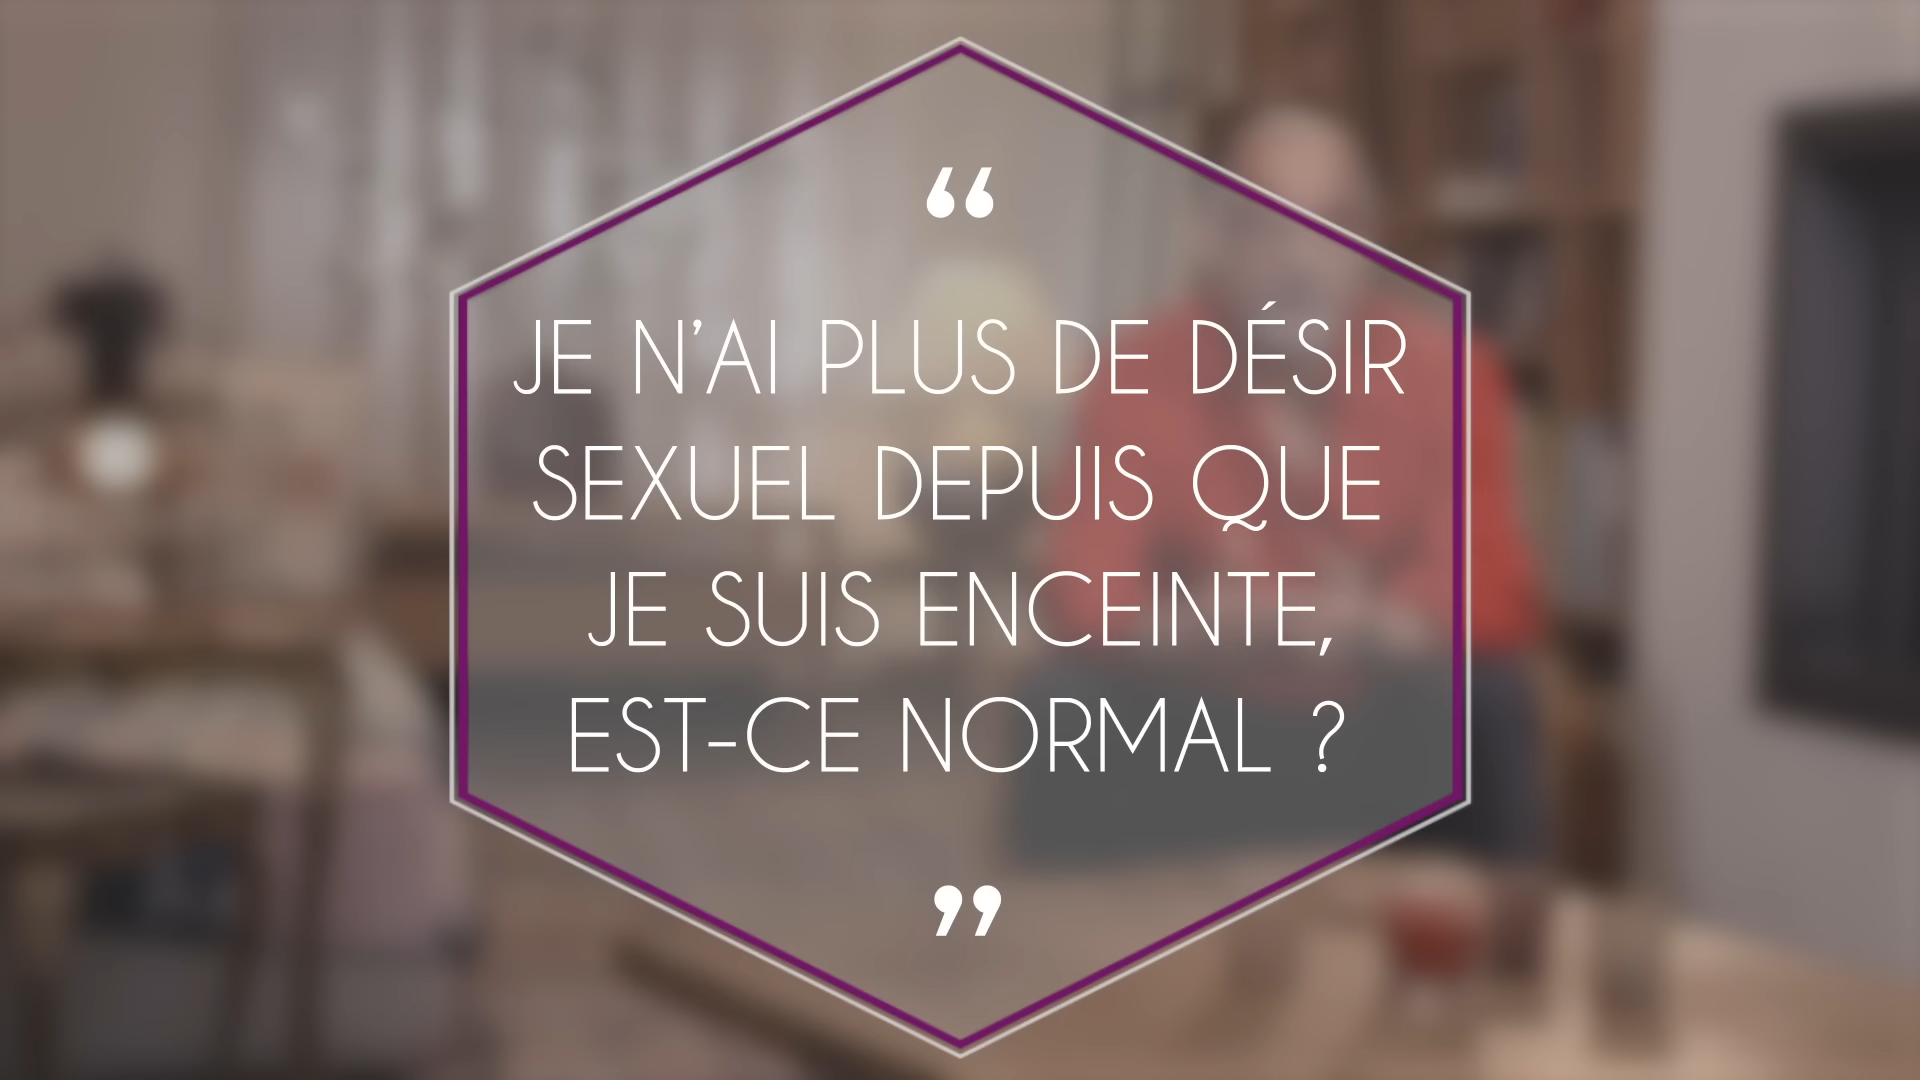 “
JE N’AI PLUS DE DÉSIR
SEXUEL DEPUIS QUE
JE SUIS ENCEINTE,
EST-CE NORMAL ?
”